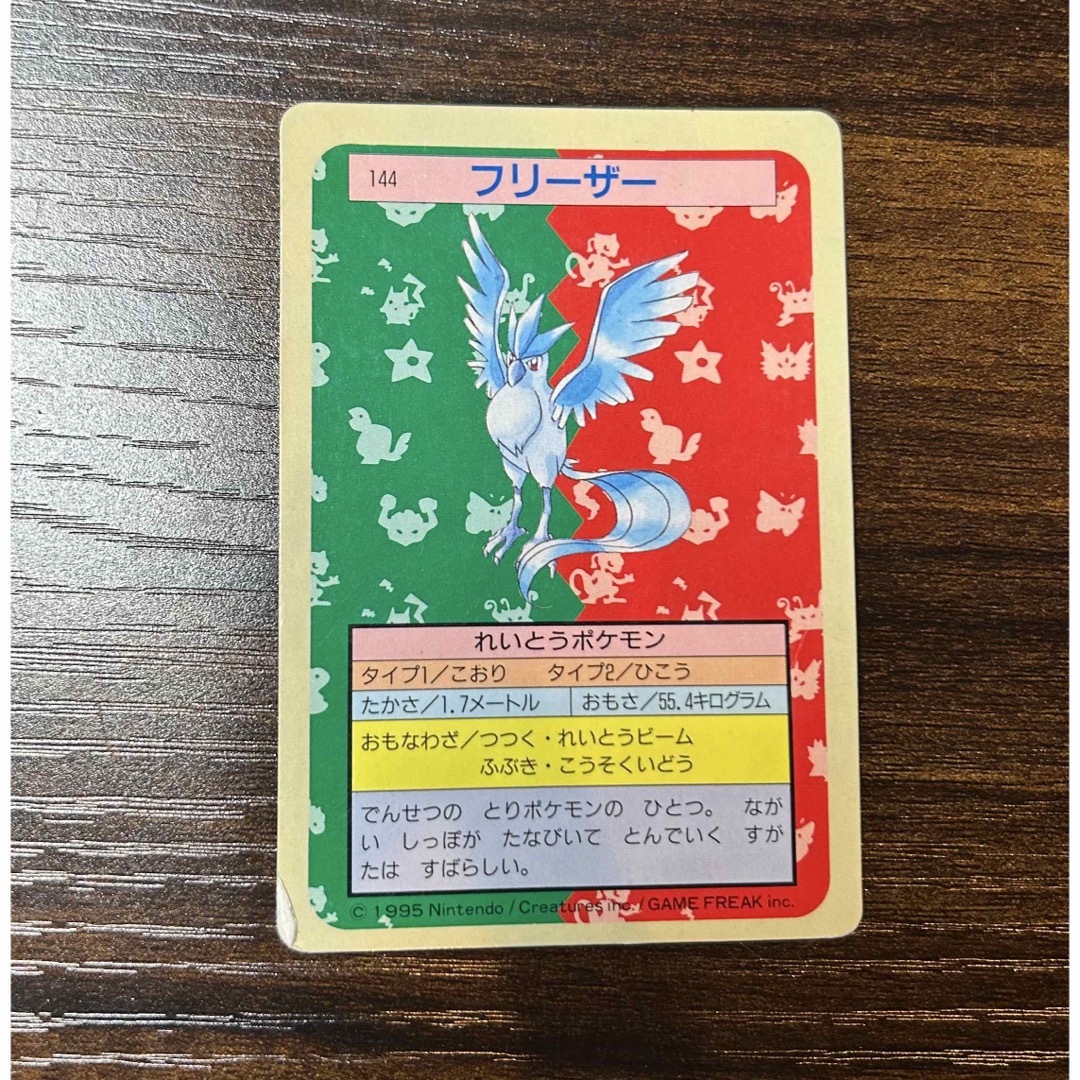 144 フリーザー
れいとうポケモン
タイプ1／こおり タイプ2／ひこう
たかさ／1.7メートル おもさ／55.4キログラム
おもなわざ／つつく・れいとうビーム
ふぶき・こうそくいどう
でんせつの とりポケモンの ひとつ。 なが
い しっぽが たなびいて とんでいく すが
たは すばらしい。
© 1995 Nintendo / Creatures inc. / GAME FREAK inc.